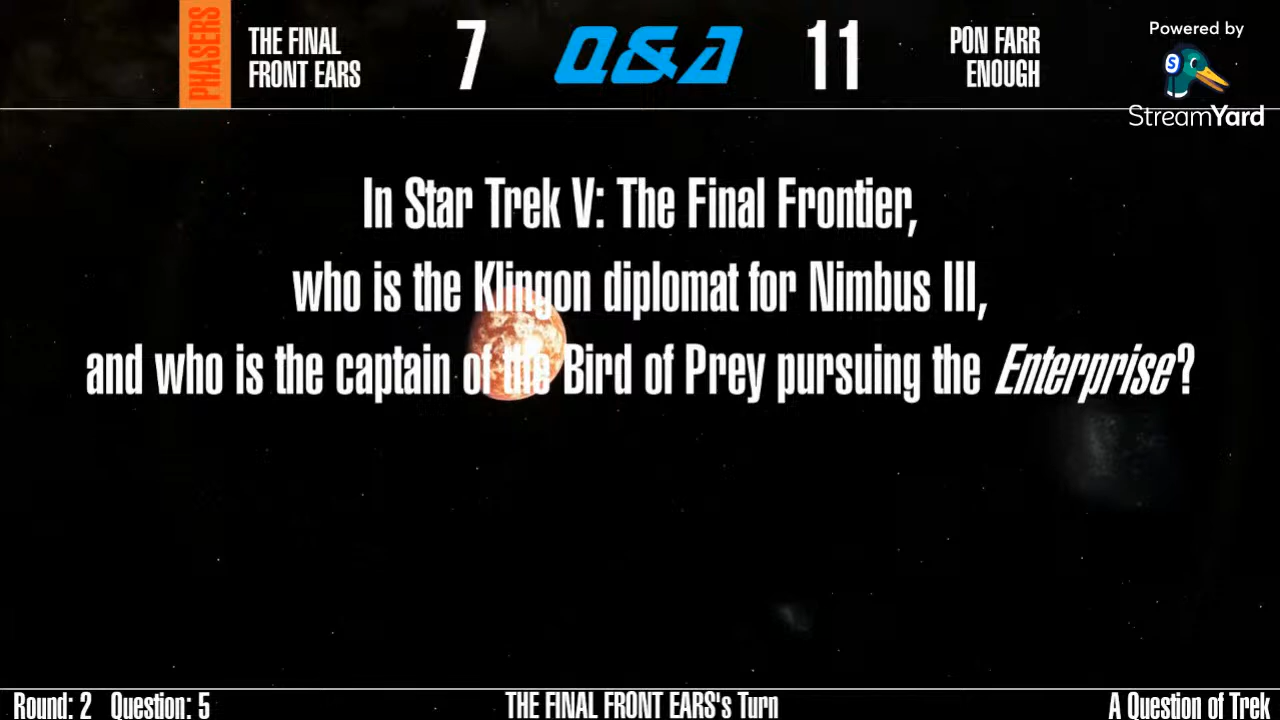 PHASERS
THE FINAL
FRONT EARS
7
Q&A
11
PON FARR
ENOUGH
Powered by
S
StreamYard
In Star Trek V: The Final Frontier,
who is the Klingon diplomat for Nimbus III,
and who is the captain of the Bird of Prey pursuing the Enterprise?
Round: 2 Question: 5
THE FINAL FRONT EARS's Turn
A Question of Trek